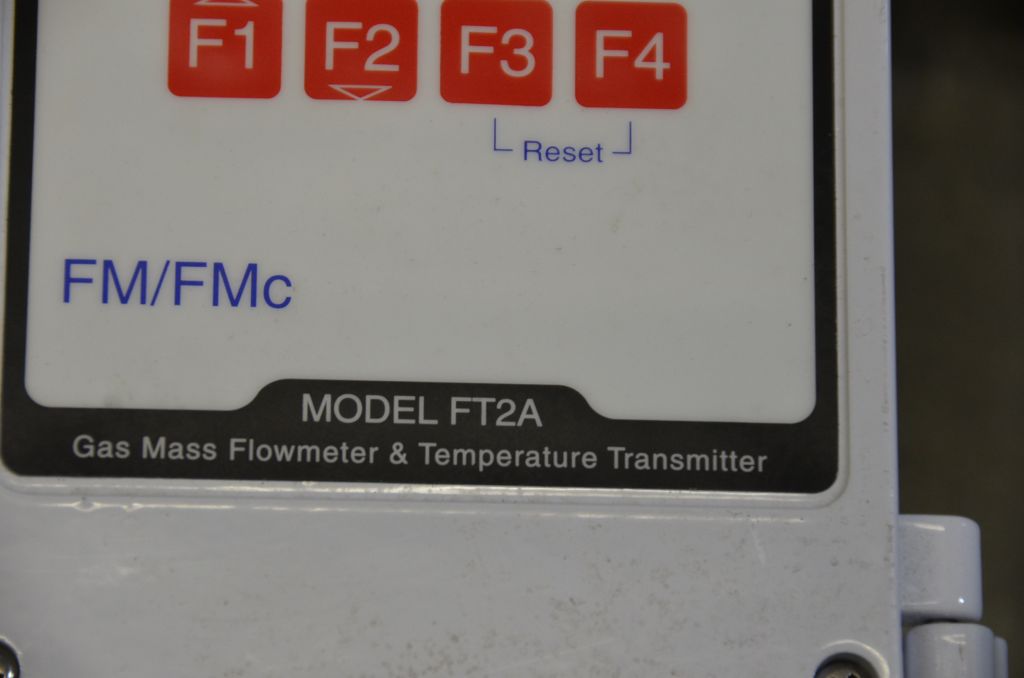 F1 F2 F3 F4
Reset
FM/FMc
MODEL FT2A
Gas Mass Flowmeter & Temperature Transmitter